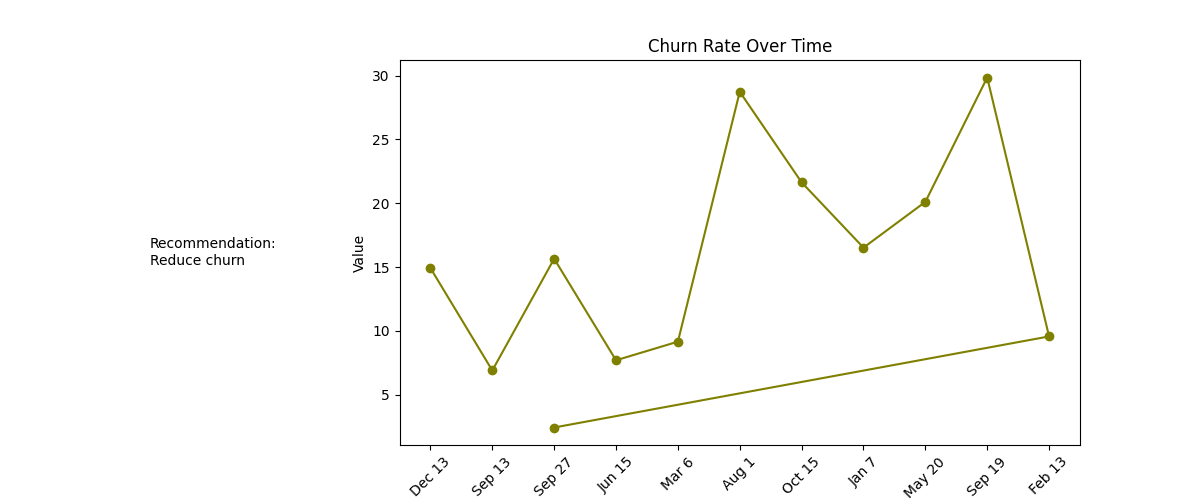 Churn Rate Over Time
Recommendation:
Reduce churn
Value
30
25
20
15
10
5
Dec 13
Sep 13
Sep 27
Jun 15
Mar 6
Aug 1
Oct 15
Jan 7
May 20
Sep 19
Feb 13